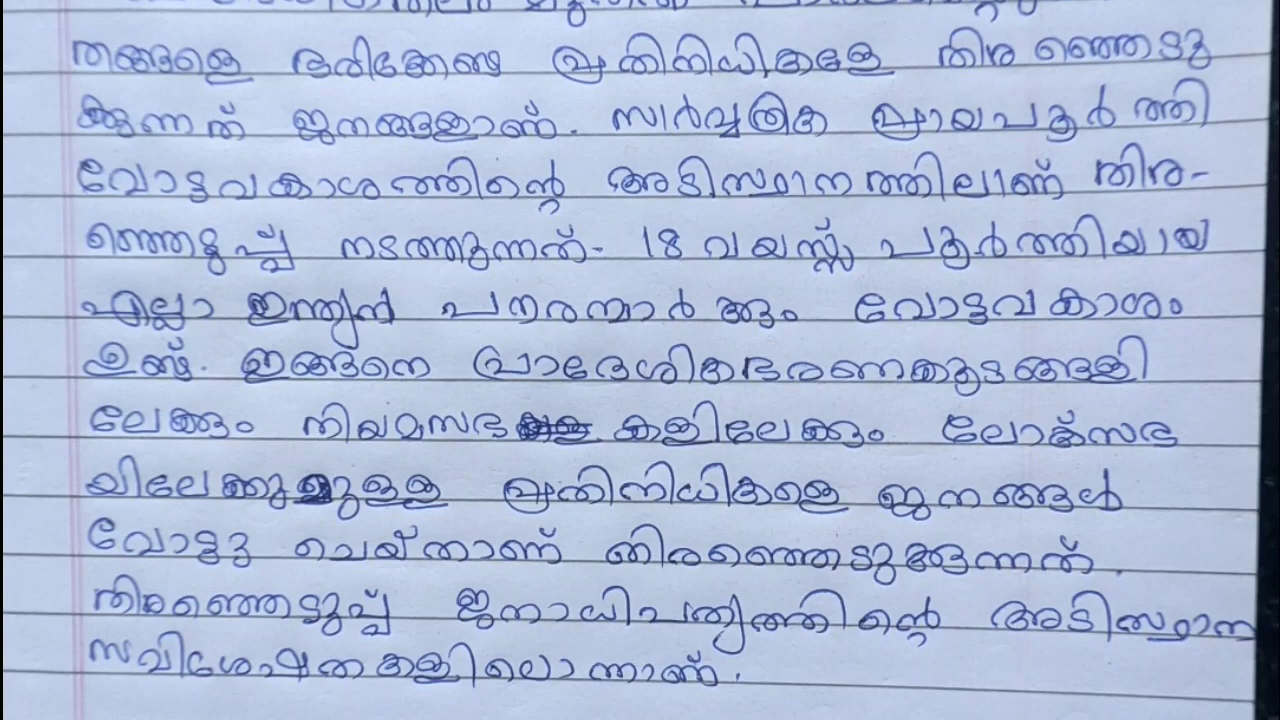 തങ്ങളെ ഭരിക്കേണ്ട പ്രതിനിധികളെ തിരഞ്ഞെടു
ക്കുന്നത് ജനങ്ങളാണ്. സാർവ്വത്രിക പ്രായപൂർത്തി
വോട്ടവകാശത്തിന്റെ അടിസ്ഥാനത്തിലാണ് തിര-
ഞ്ഞെടുപ്പ് നടത്തുന്നത്- 18 വയസ്സ് പൂർത്തിയായ
എല്ലാ ഇന്ത്യൻ പൗരന്മാർക്കും വോട്ടവകാശം
ഉണ്ട്. ഇങ്ങനെ പ്രാദേശികഭരണകൂടങ്ങളി
ലേക്കും നിയമസഭ കളിലേക്കും ലോക്സഭ
യിലേക്കുമുള്ള പ്രതിനിധികളെ ജനങ്ങൾ
വോട്ടു ചെയ്താണ് തിരഞ്ഞെടുക്കുന്നത്.
തിരഞ്ഞെടുപ്പ് ജനാധിപത്യത്തിന്റെ അടിസ്ഥാന
സവിശേഷതകളിലൊന്നാണ്.